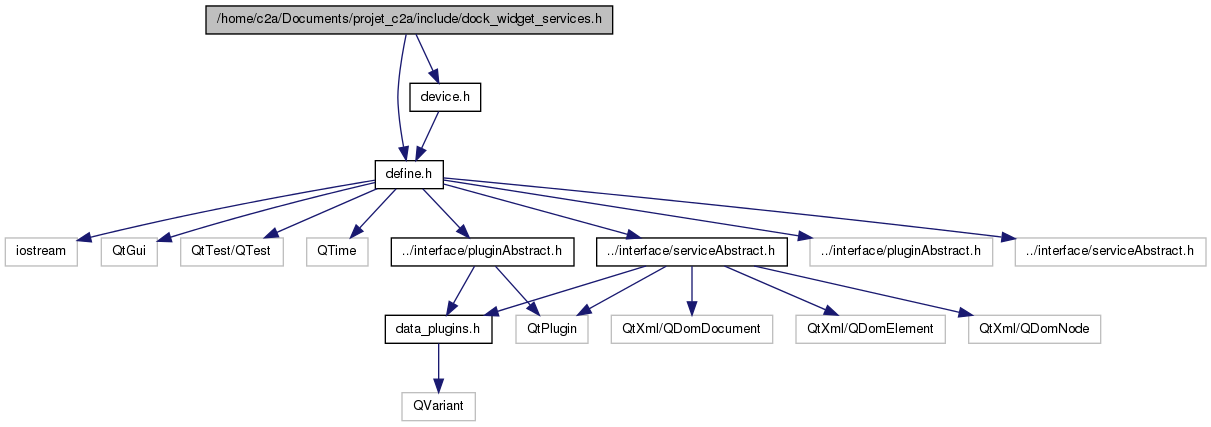 /home/c2a/Documents/projet_c2a/include/dock_widget_services.h
device.h
define.h
iostream
QtGui
QtTest/QTest
QTime
../interface/pluginAbstract.h
../interface/serviceAbstract.h
../interface/pluginAbstract.h
../interface/serviceAbstract.h
data_plugins.h
QtPlugin
QtXml/QDomDocument
QtXml/QDomElement
QtXml/QDomNode
QVariant